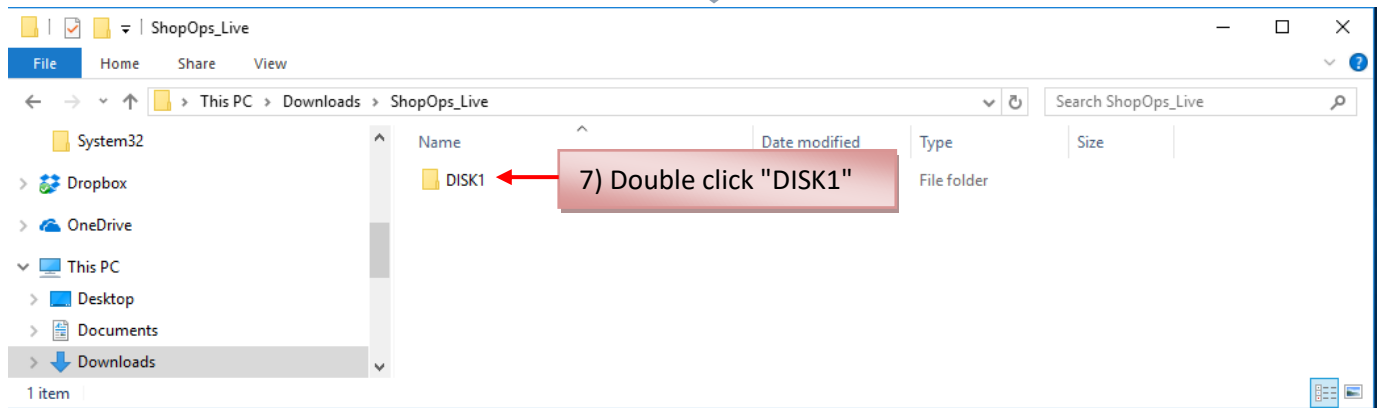 ShopOps_Live
File Home Share View
This PC > Downloads > ShopOps_Live
Search ShopOps_Live
Name Date modified Type Size
System32
DISK1
7) Double click "DISK1"
File folder
Dropbox
OneDrive
This PC
Desktop
Documents
Downloads
1 item